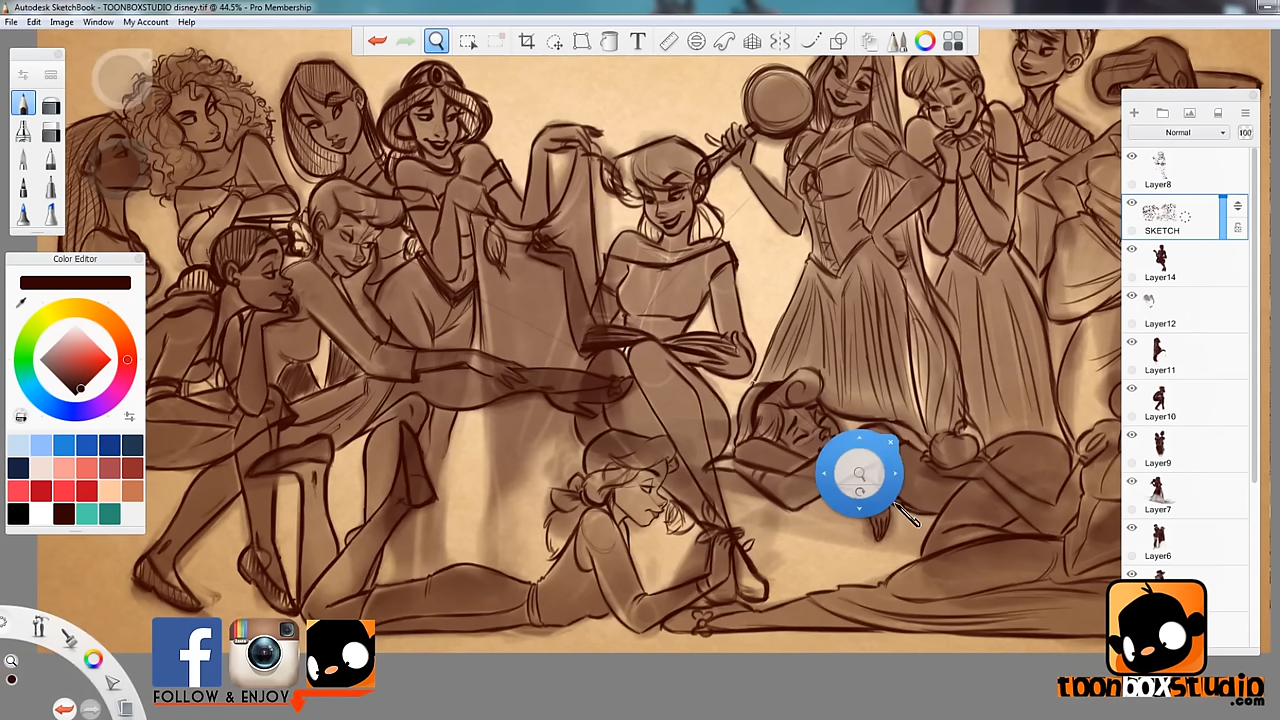 Autodesk SketchBook - TOONBOXSTUDIO disney.tif @ 44.5% - Pro Membership
File Edit Image Window My Account Help
T
Normal 100
Layer8
SKETCH
Layer14
Layer12
Layer11
Layer10
Layer9
Layer7
Layer6
Color Editor
f
FOLLOW & ENJOY
toonBOXstudio
.com